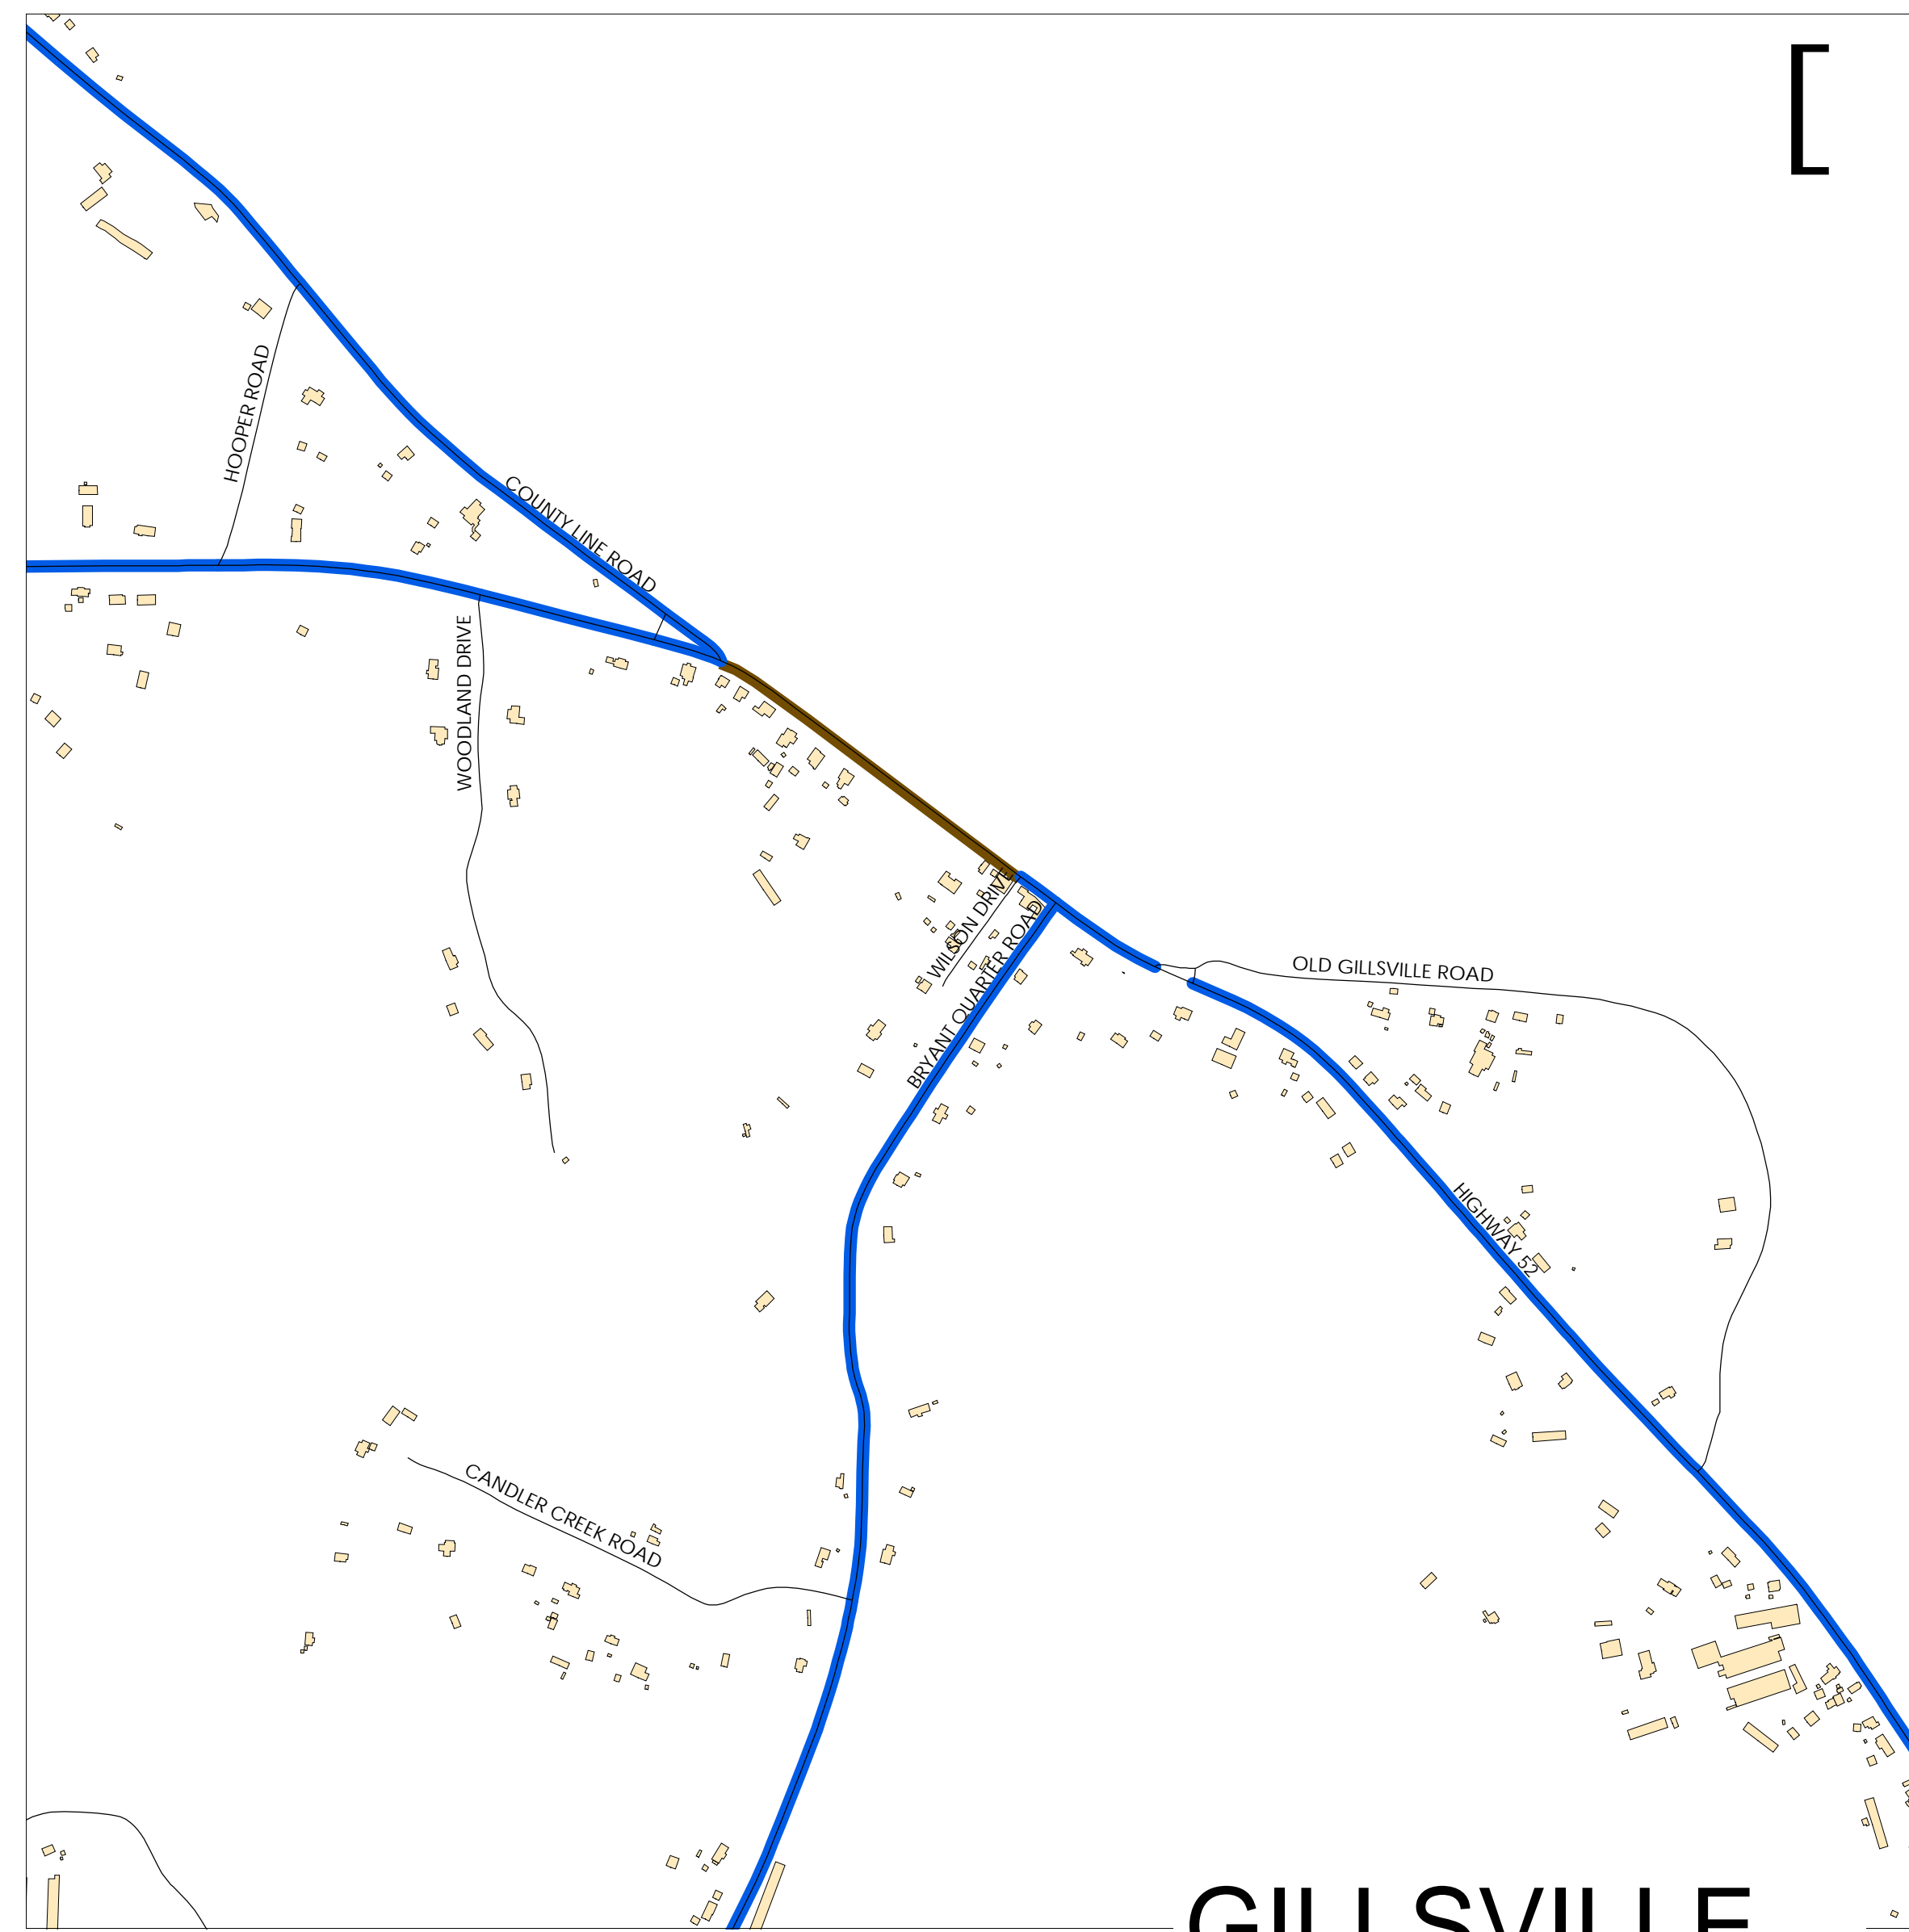 [
HOOPER ROAD
COUNTY LINE ROAD
WOODLAND DRIVE
WILSON DRIVE
BRYANT QUARTER ROAD
OLD GILLSVILLE ROAD
HIGHWAY 52
CANDLER CREEK ROAD
GILLSVILLE